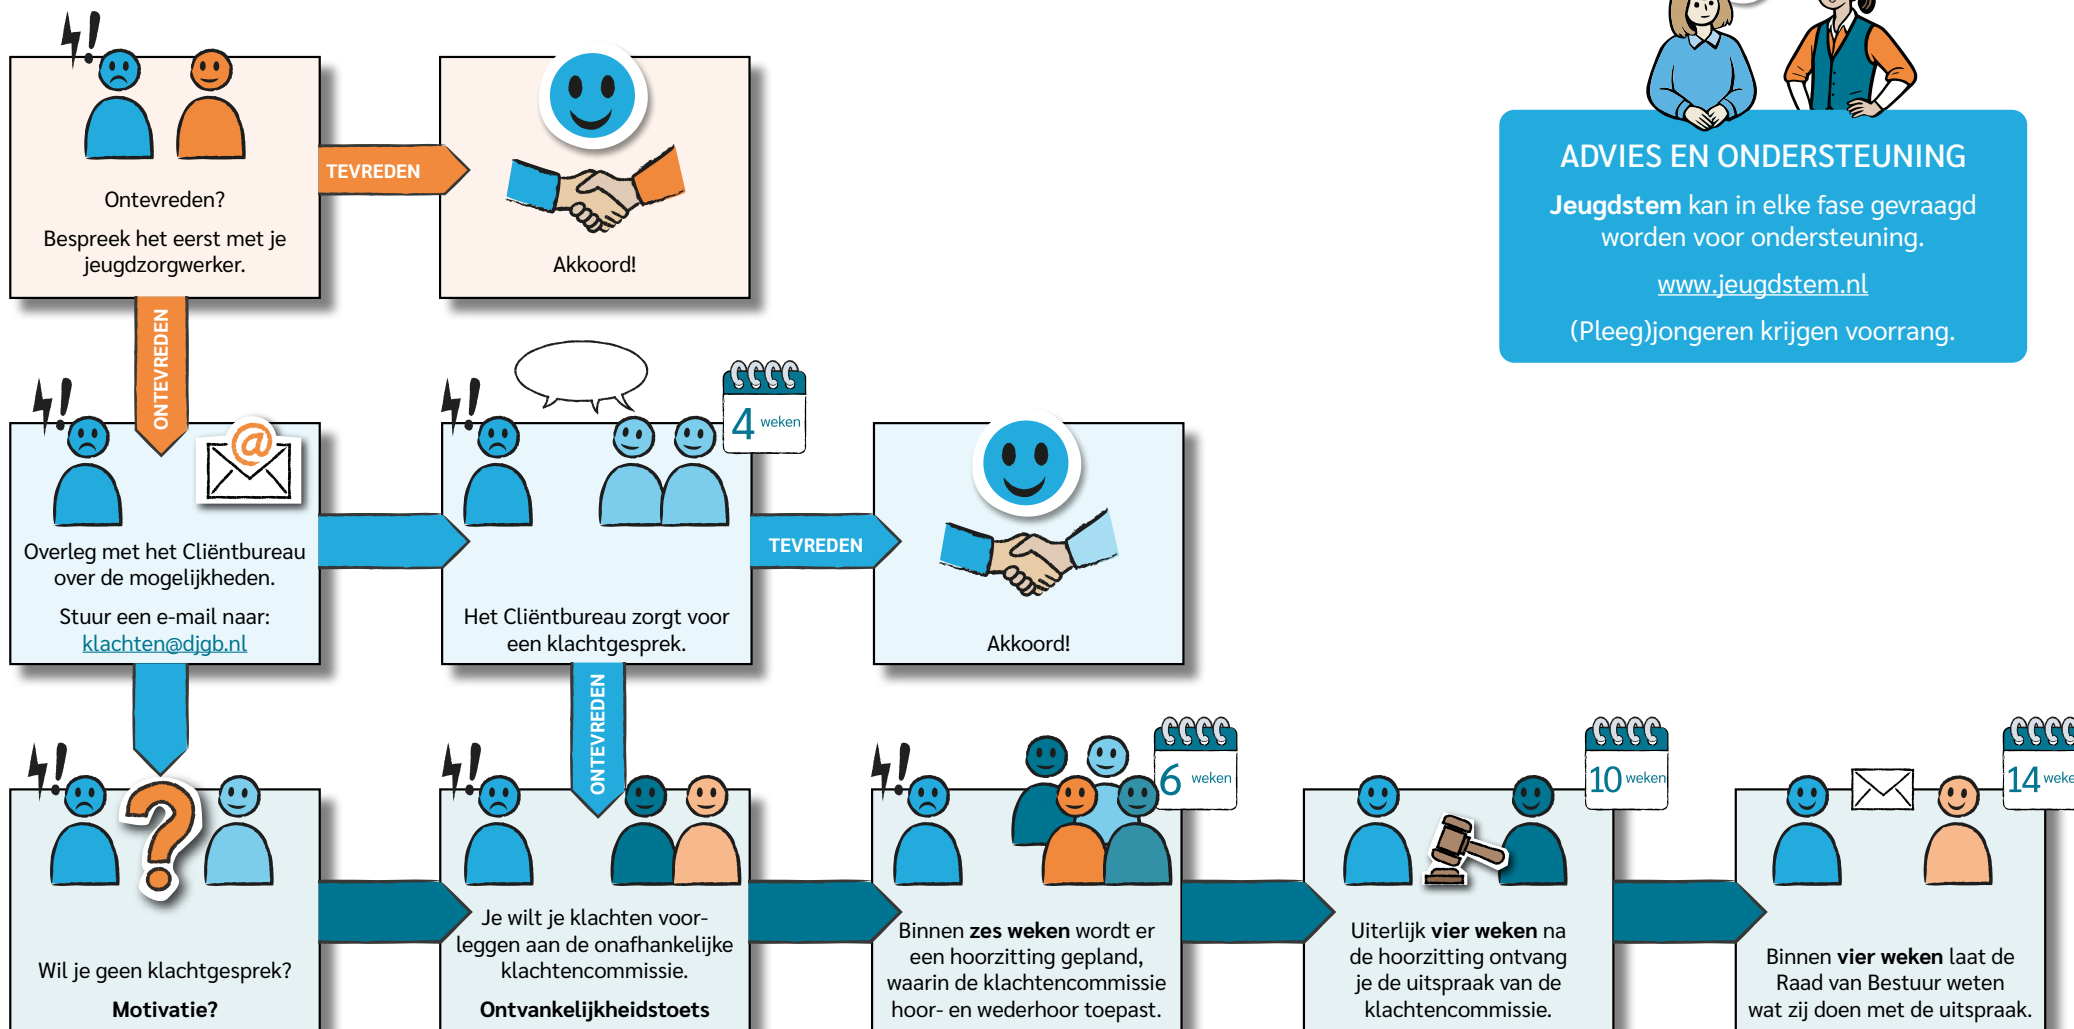 Ontevreden?
Bespreek het eerst met je
jeugdzorgwerker.
TEVREDEN
Akkoord!
ADVIES EN ONDERSTEUNING
Jeugdstem kan in elke fase gevraagd
worden voor ondersteuning.
www.jeugdstem.nl
(Pleeg)jongeren krijgen voorrang.
ONTEVREDEN
@
Overleg met het Cliëntbureau
over de mogelijkheden.
Stuur een e-mail naar:
klachten@djgb.nl
4 weken
Het Cliëntbureau zorgt voor
een klachtgesprek.
TEVREDEN
Akkoord!
ONTEVREDEN
?
Wil je geen klachtgesprek?
Motivatie?
Je wilt je klachten voor-
leggen aan de onafhankelijke
klachtencommissie.
Ontvankelijkheidstoets
6 weken
Binnen zes weken wordt er
een hoorzitting gepland,
waarin de klachtencommissie
hoor- en wederhoor toepast.
10 weken
Uiterlijk vier weken na
de hoorzitting ontvang
je de uitspraak van de
klachtencommissie.
14 weke
Binnen vier weken laat de
Raad van Bestuur weten
wat zij doen met de uitspraak.